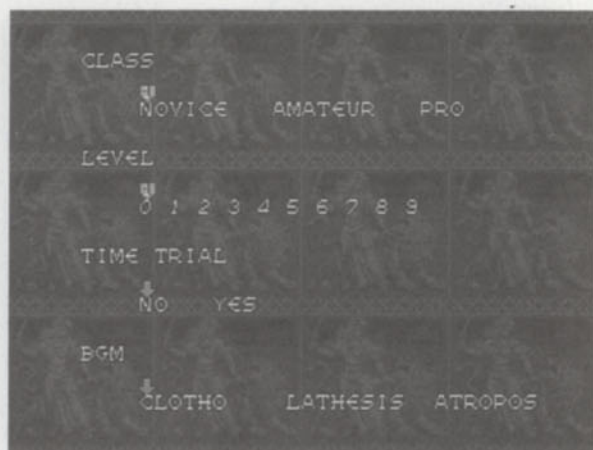 CLASS
NOVICE AMATEUR PRO
LEVEL
0 1 2 3 4 5 6 7 8 9
TIME TRIAL
NO YES
BGM
CLOTHO LATHESIS ATROPOS